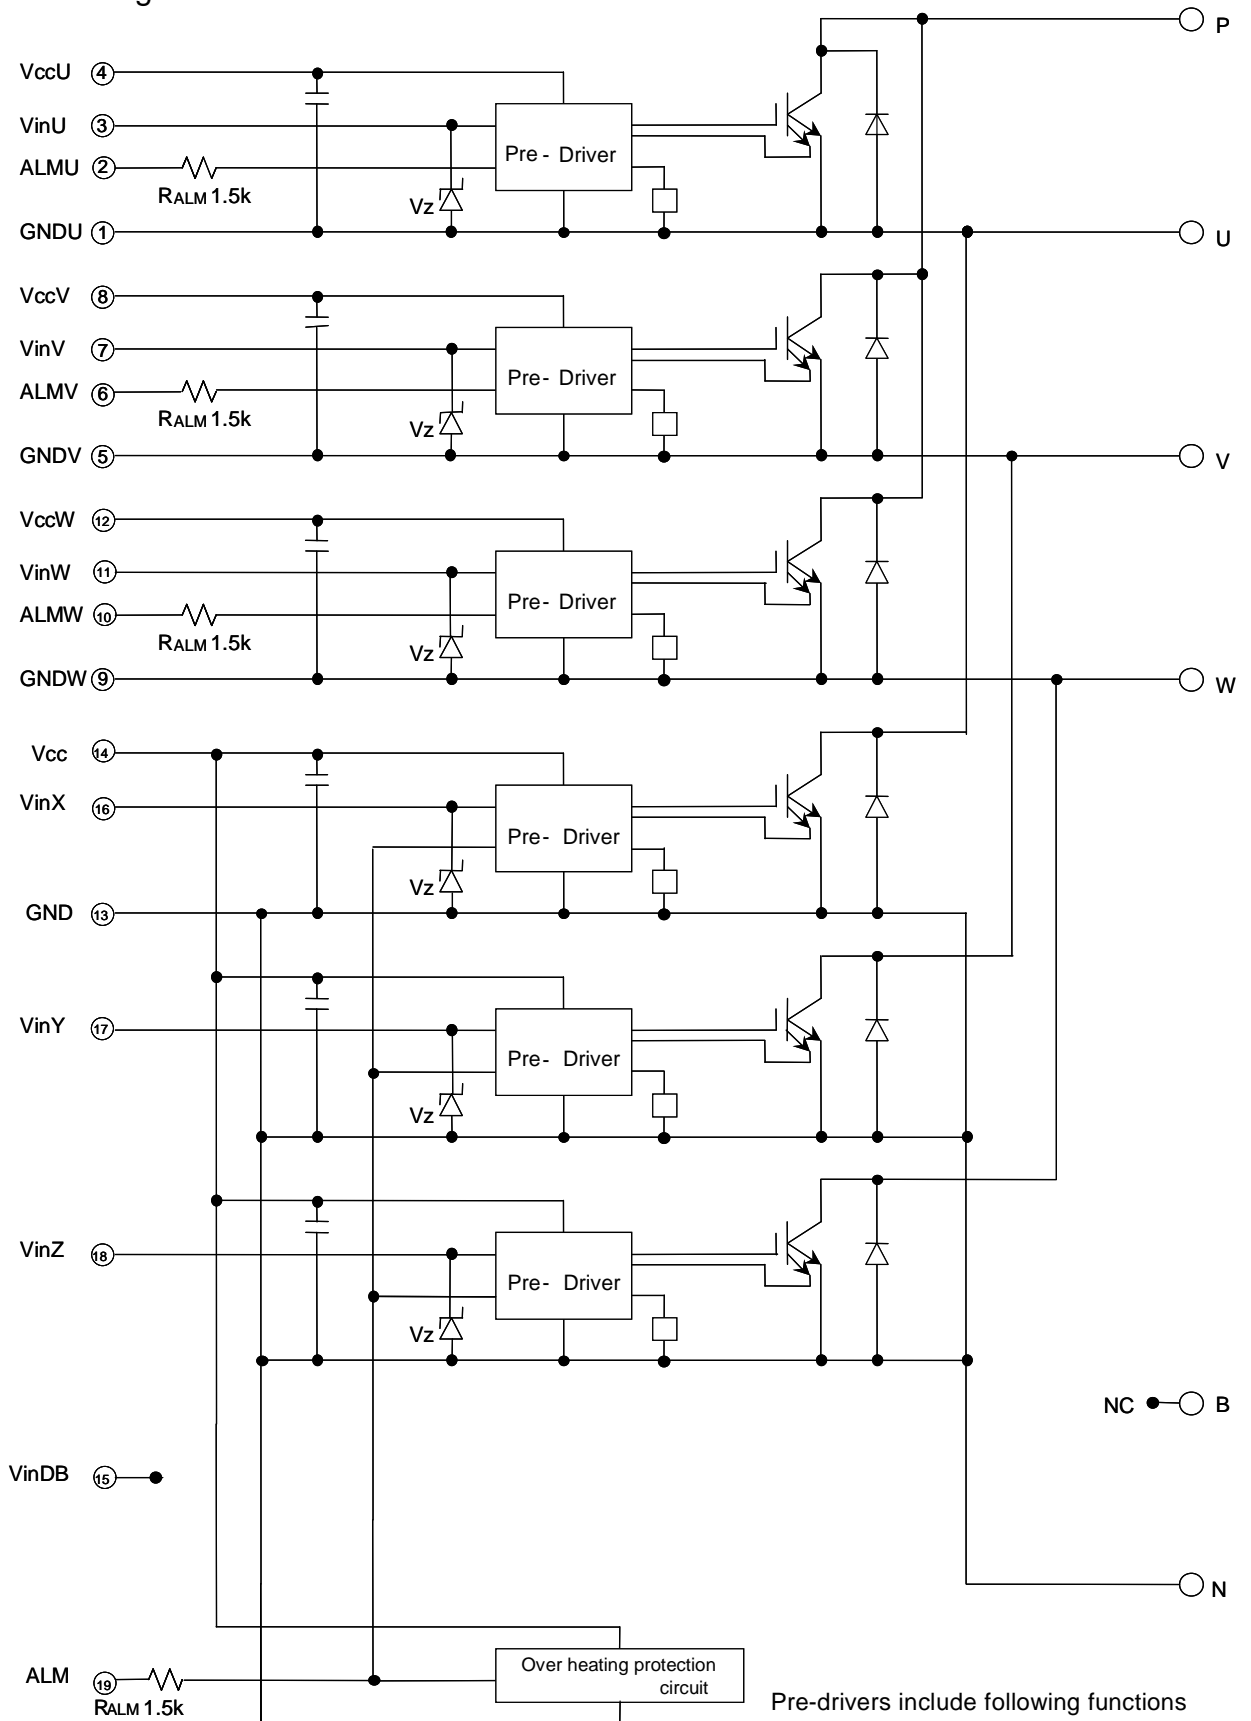 P
VccU 4
VinU 3
Pre - Driver
ALMU 2
RALM 1.5k
Vz
GNDU 1
U
VccV 8
VinV 7
Pre - Driver
ALMV 6
RALM 1.5k
Vz
GNDV 5
V
VccW 12
VinW 11
Pre - Driver
ALMW 10
RALM 1.5k
Vz
GNDW 9
W
Vcc 14
VinX 16
Pre - Driver
Vz
GND 13
VinY 17
Pre - Driver
Vz
VinZ 18
Pre - Driver
Vz
NC B
VinDB 15
N
ALM 19
RALM 1.5k
Over heating protection
circuit
Pre-drivers include following functions